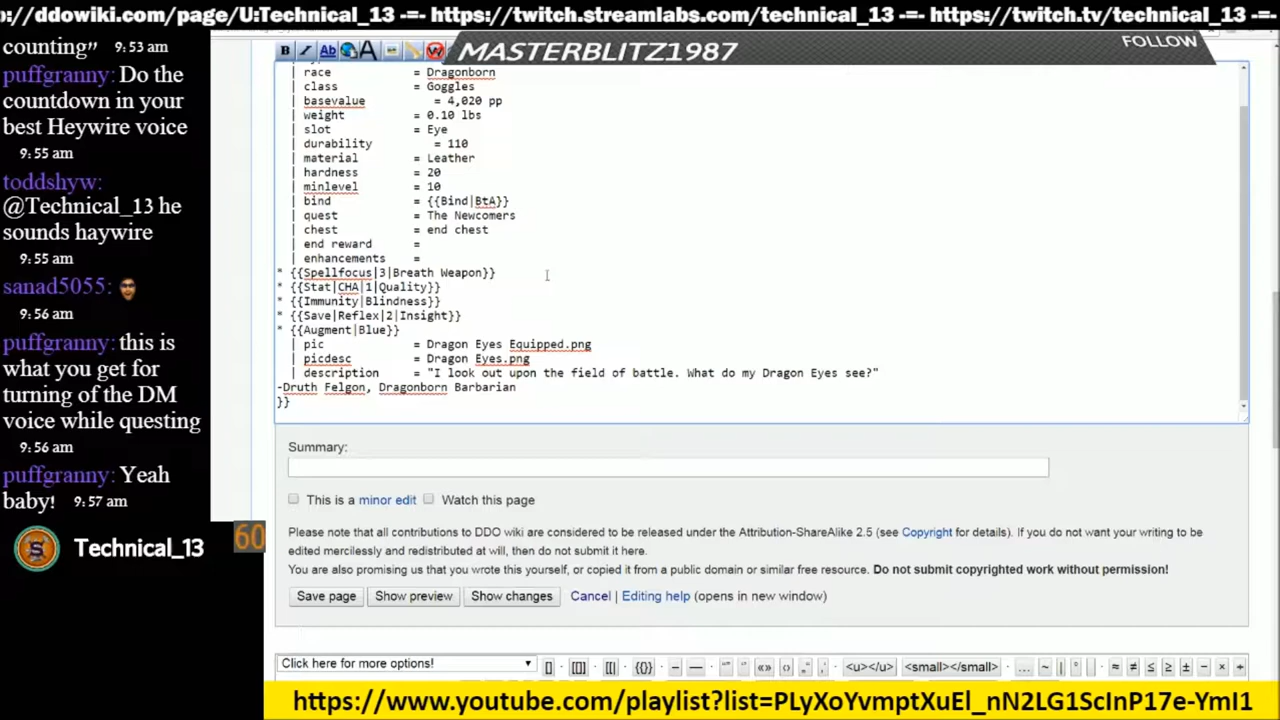 ://ddowiki.com/page/U:Technical_13 -=- https://twitch.streamlabs.com/technical_13 -=- https://twitch.tv/technical_13 -=-
MASTERBLITZ1987
FOLLOW
counting" 9:53 am
puffgranny: Do the
countdown in your
best Heywire voice
9:55 am
toddshyw:
@Technical_13 he
sounds haywire
9:55 am
sanad5055:
9:56 am
puffgranny: this is
what you get for
turning of the DM
voice while questing
9:56 am
puffgranny: Yeah
baby! 9:57 am
Technical_13
60
B I Ab A
| race = Dragonborn
| class = Goggles
| basevalue = 4,020 pp
| weight = 0.10 lbs
| slot = Eye
| durability = 110
| material = Leather
| hardness = 20
| minlevel = 10
| bind = {{Bind|BtA}}
| quest = The Newcomers
| chest = end chest
| end reward =
| enhancements =
* {{Spellfocus|3|Breath Weapon}}
* {{Stat|CHA|1|Quality}}
* {{Immunity|Blindness}}
* {{Save|Reflex|2|Insight}}
* {{Augment|Blue}}
| pic = Dragon Eyes Equipped.png
| picdesc = Dragon Eyes.png
| description = "I look out upon the field of battle. What do my Dragon Eyes see?"
-Druth Felgon, Dragonborn Barbarian
}}
Summary:
This is a minor edit Watch this page
Please note that all contributions to DDO wiki are considered to be released under the Attribution-ShareAlike 2.5 (see Copyright for details). If you do not want your writing to be
edited mercilessly and redistributed at will, then do not submit it here.
You are also promising us that you wrote this yourself, or copied it from a public domain or similar free resource. Do not submit copyrighted work without permission!
Save page Show preview Show changes Cancel | Editing help (opens in new window)
Click here for more options! [] · [[]] · [[| · {{}} · – · — · “” · ‘’ · «» · ‹› · „“ · ‚‘ · <u></u> · <small></small> · … · ~ · | · ° · ≈ · ≠ · ≤ · ≥ · ± · − · × · ÷
https://www.youtube.com/playlist?list=PLyXoYvmptXuEl_nN2LG1ScInP17e-YmI1